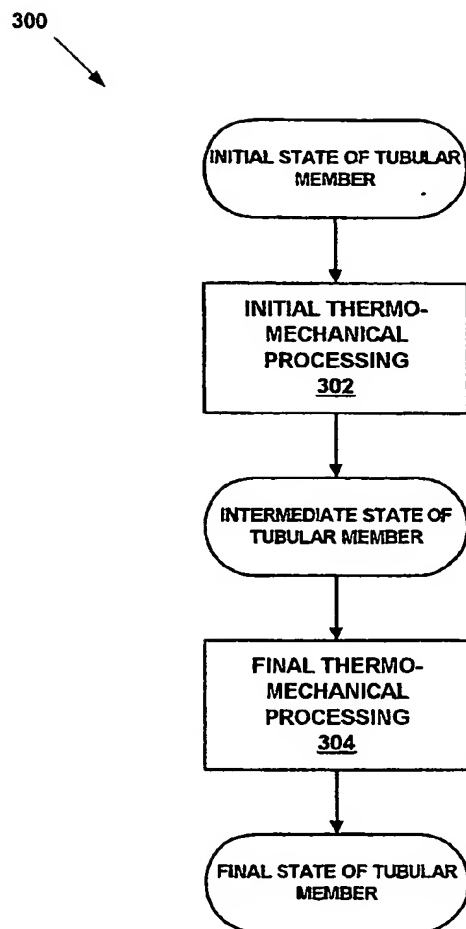 300
INITIAL STATE OF TUBULAR
MEMBER
INITIAL THERMO-
MECHANICAL
PROCESSING
302
INTERMEDIATE STATE OF
TUBULAR MEMBER
FINAL THERMO-
MECHANICAL
PROCESSING
304
FINAL STATE OF TUBULAR
MEMBER